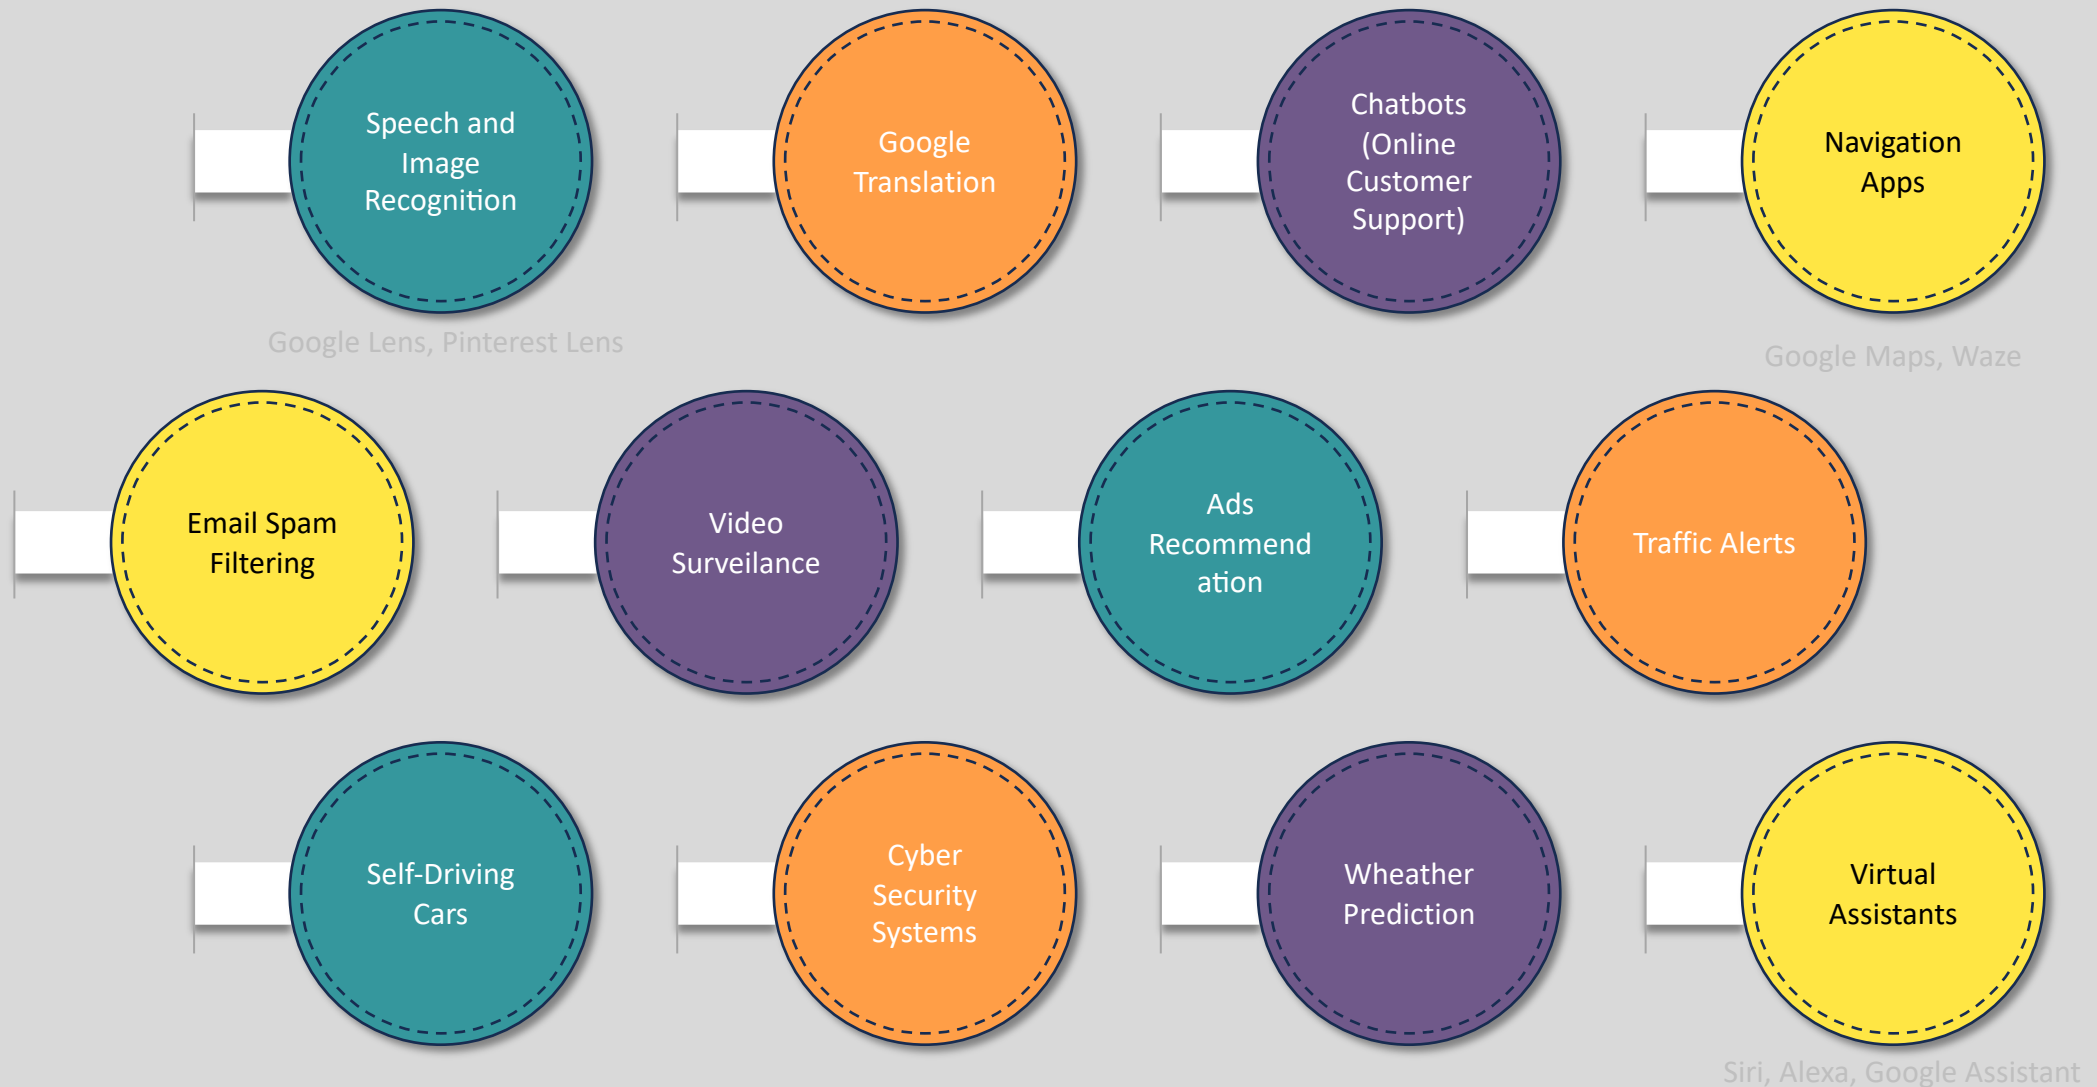 Speech and
Image
Recognition
Google
Translation
Chatbots
(Online
Customer
Support)
Navigation
Apps
Google Lens, Pinterest Lens
Google Maps, Waze
Email Spam
Filtering
Video
Surveilance
Ads
Recommend
ation
Traffic Alerts
Self-Driving
Cars
Cyber
Security
Systems
Wheather
Prediction
Virtual
Assistants
Siri, Alexa, Google Assistant